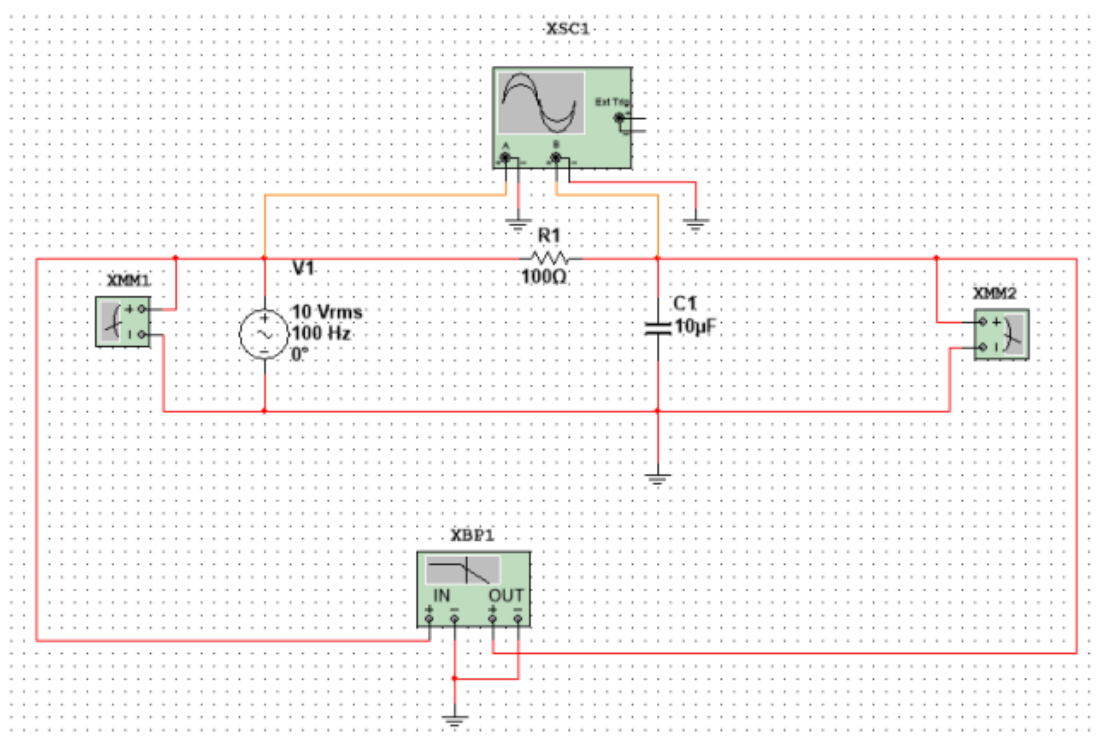 XSC1
Ext Trig
A
B
R1
100Ω
V1
10 Vrms
100 Hz
0°
XMM1
C1
10µF
XMM2
XBP1
IN
OUT